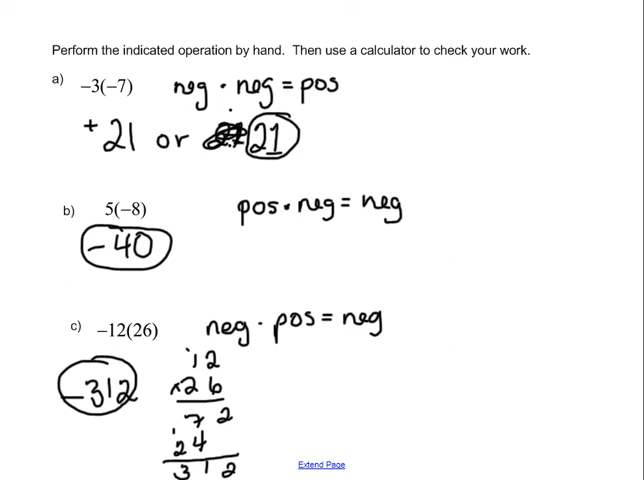 Perform the indicated operation by hand. Then use a calculator to check your work.
a) −3(−7) neg · neg = pos
+21 or 21
b) 5(−8) pos · neg = neg
−40
c) −12(26) neg · pos = neg
−312
12
×26
72
24
312
Extend Page